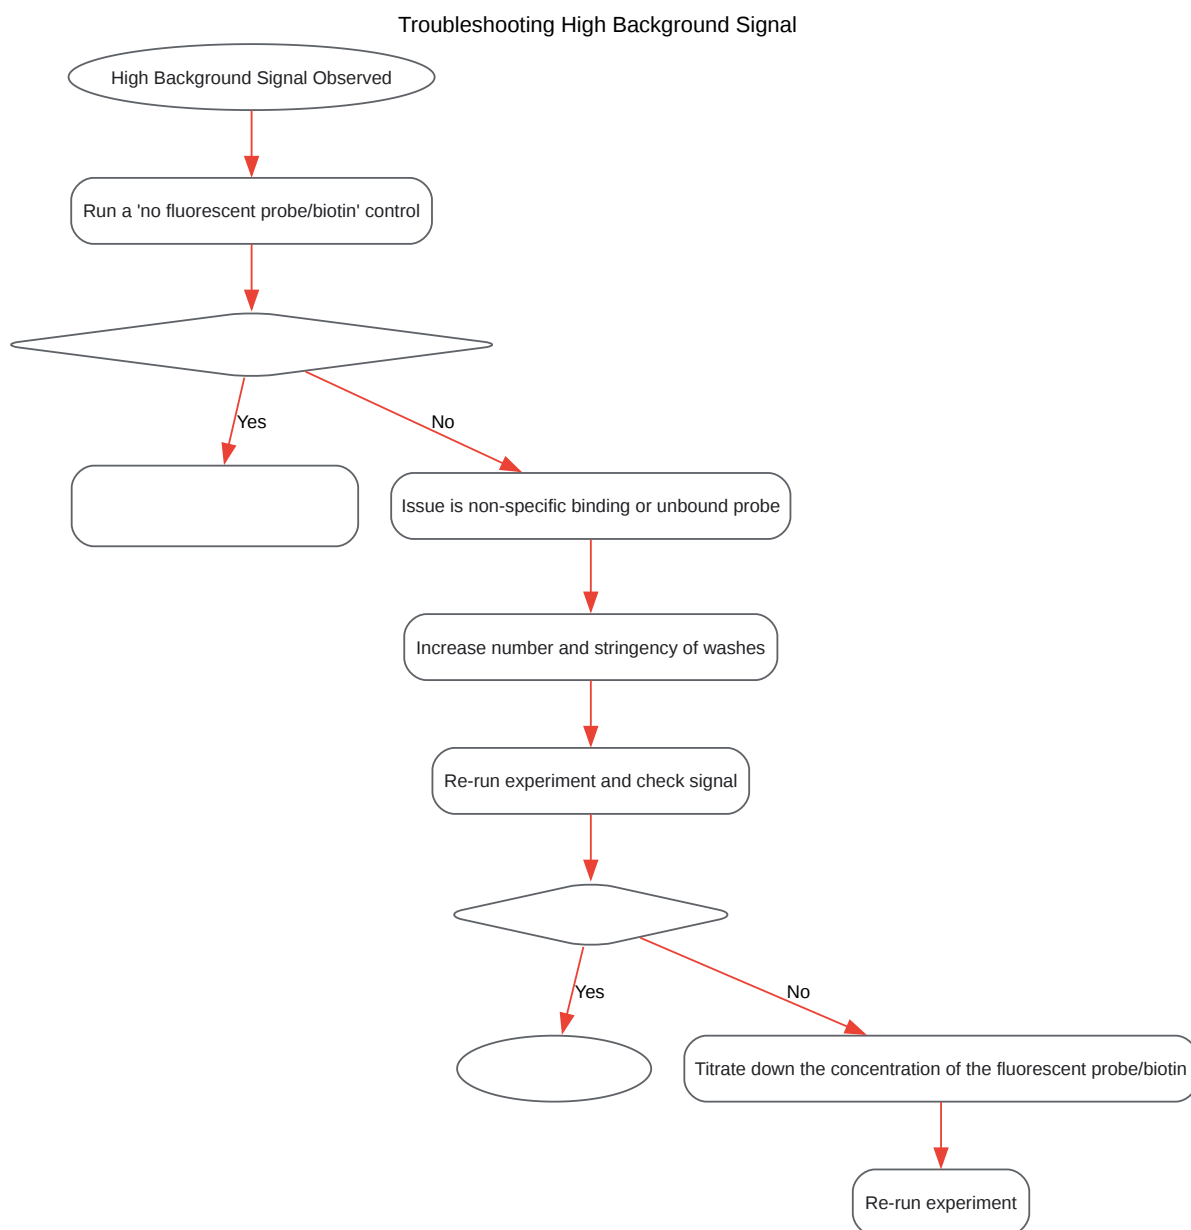 Troubleshooting High Background Signal
High Background Signal Observed
Run a 'no fluorescent probe/biotin' control
Yes
No
Issue is non-specific binding or unbound probe
Increase number and stringency of washes
Re-run experiment and check signal
Yes
No
Titrate down the concentration of the fluorescent probe/biotin
Re-run experiment